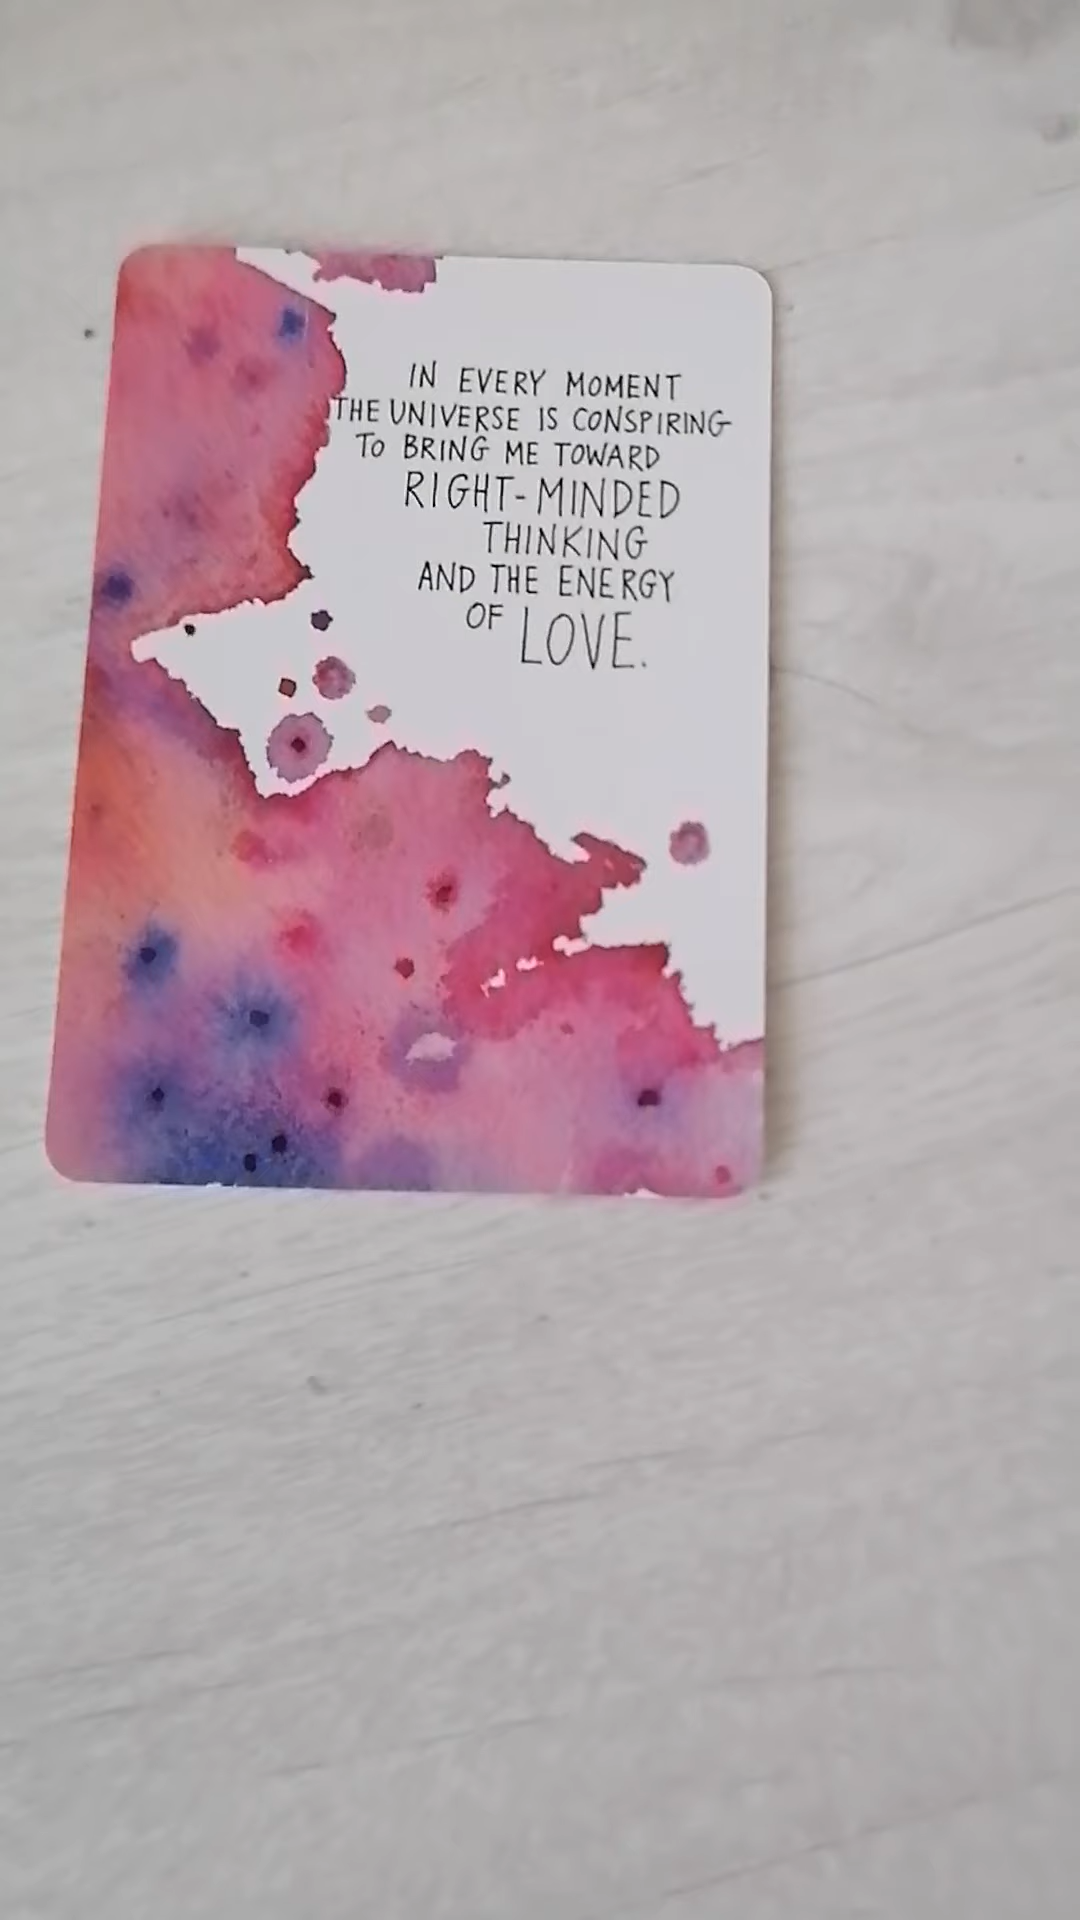 IN EVERY MOMENT
THE UNIVERSE IS CONSPIRING
TO BRING ME TOWARD
RIGHT-MINDED
THINKING
AND THE ENERGY
OF LOVE.